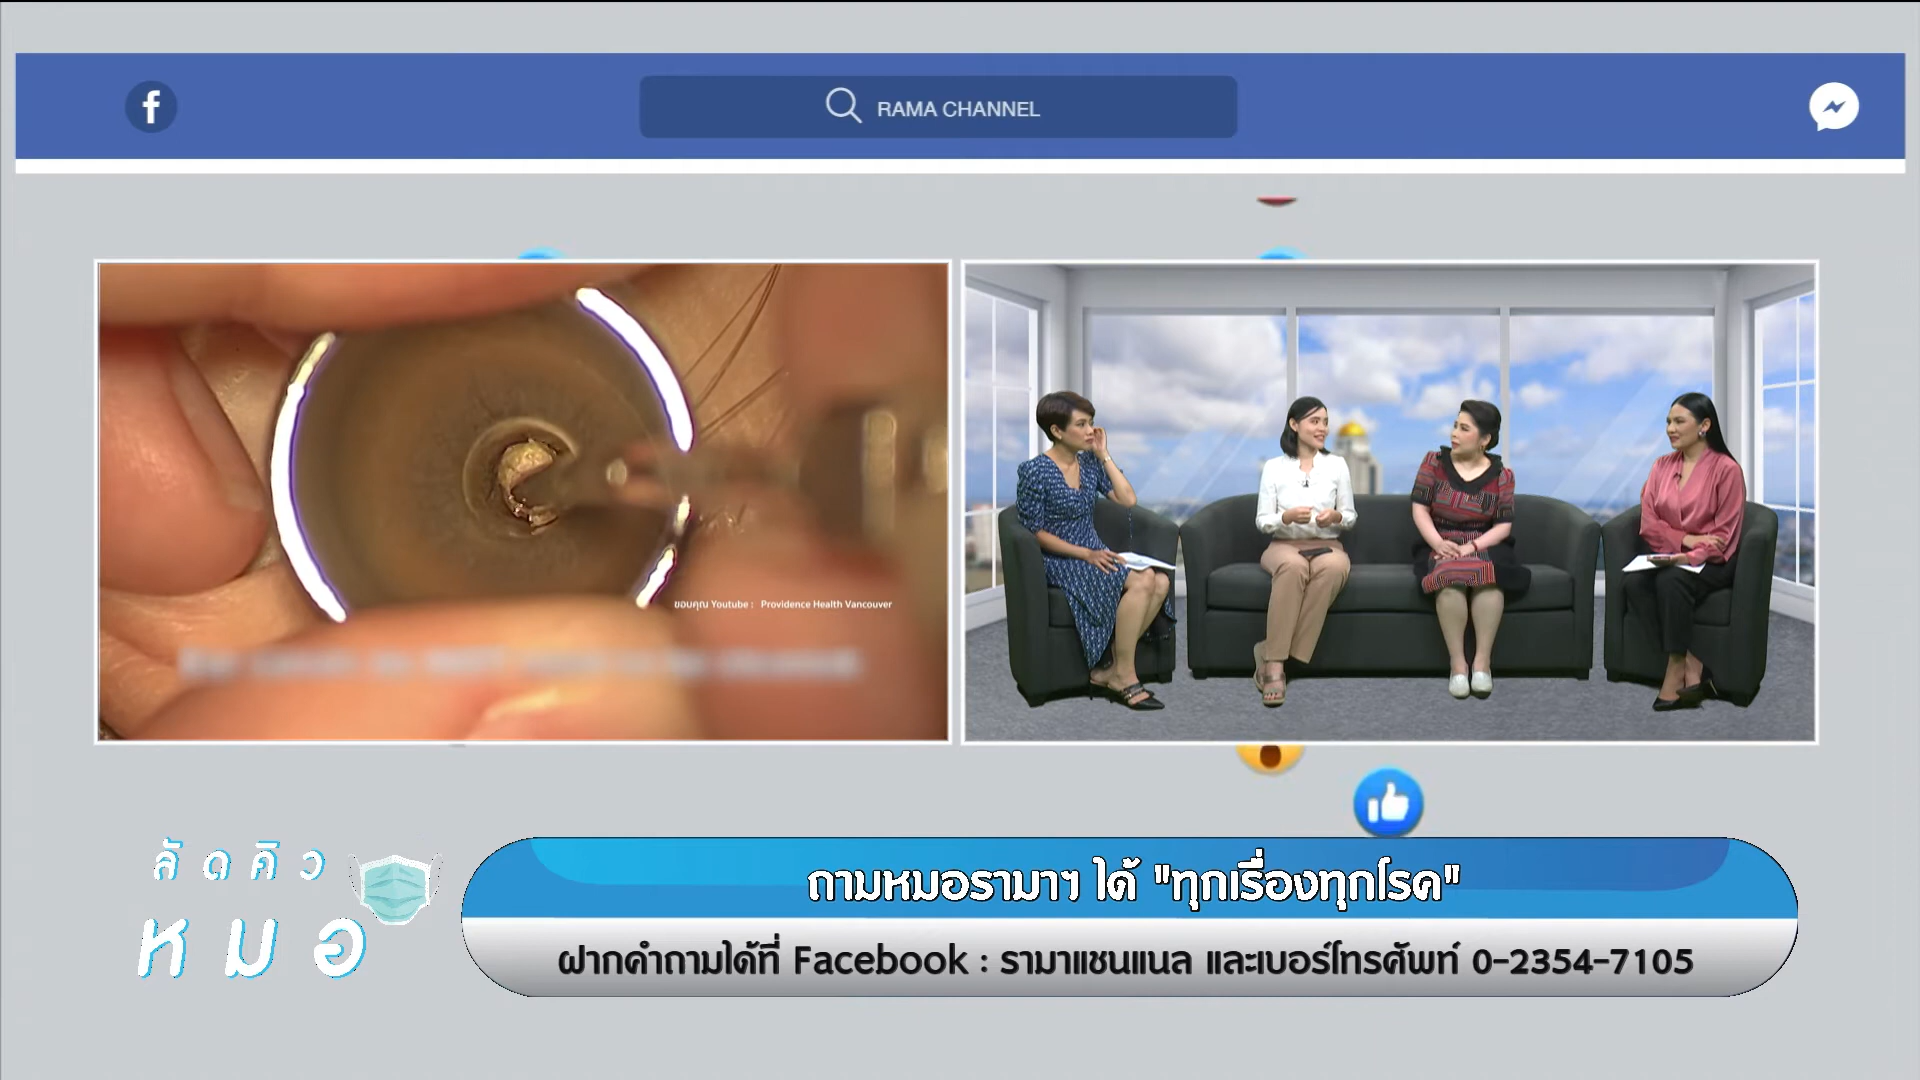 RAMA CHANNEL
ขอบคุณ Youtube : Providence Health Vancouver
ลัดคิว
หมอ
ถามหมอรามาฯ ได้ "ทุกเรื่องทุกโรค"
ฝากคำถามได้ที่ Facebook : รามาแชนแนล และเบอร์โทรศัพท์ 0-2354-7105